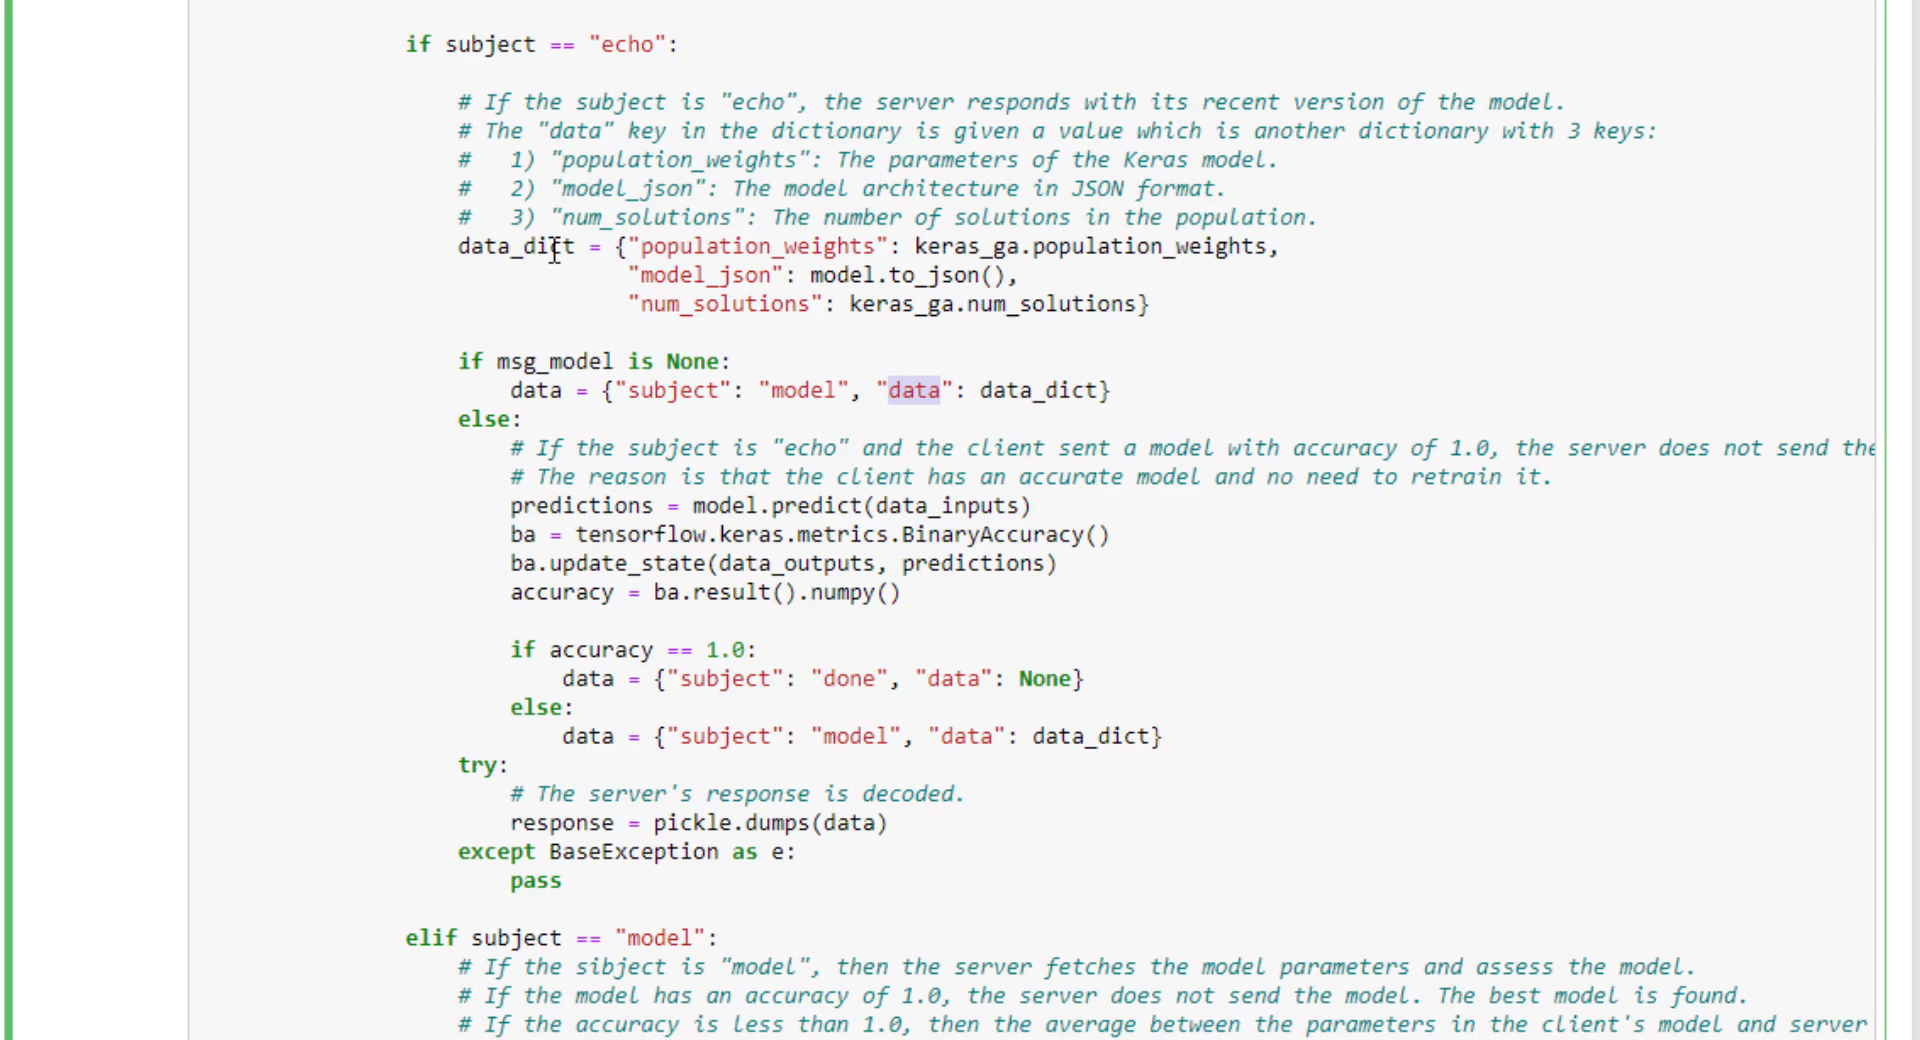 if subject == "echo":
# If the subject is "echo", the server responds with its recent version of the model.
# The "data" key in the dictionary is given a value which is another dictionary with 3 keys:
#   1) "population_weights": The parameters of the Keras model.
#   2) "model_json": The model architecture in JSON format.
#   3) "num_solutions": The number of solutions in the population.
data_dict = {"population_weights": keras_ga.population_weights,
"model_json": model.to_json(),
"num_solutions": keras_ga.num_solutions}
if msg_model is None:
data = {"subject": "model", "data": data_dict}
else:
# If the subject is "echo" and the client sent a model with accuracy of 1.0, the server does not send the
# The reason is that the client has an accurate model and no need to retrain it.
predictions = model.predict(data_inputs)
ba = tensorflow.keras.metrics.BinaryAccuracy()
ba.update_state(data_outputs, predictions)
accuracy = ba.result().numpy()
if accuracy == 1.0:
data = {"subject": "done", "data": None}
else:
data = {"subject": "model", "data": data_dict}
try:
# The server's response is decoded.
response = pickle.dumps(data)
except BaseException as e:
pass
elif subject == "model":
# If the sibject is "model", then the server fetches the model parameters and assess the model.
# If the model has an accuracy of 1.0, the server does not send the model. The best model is found.
# If the accuracy is less than 1.0, then the average between the parameters in the client's model and server